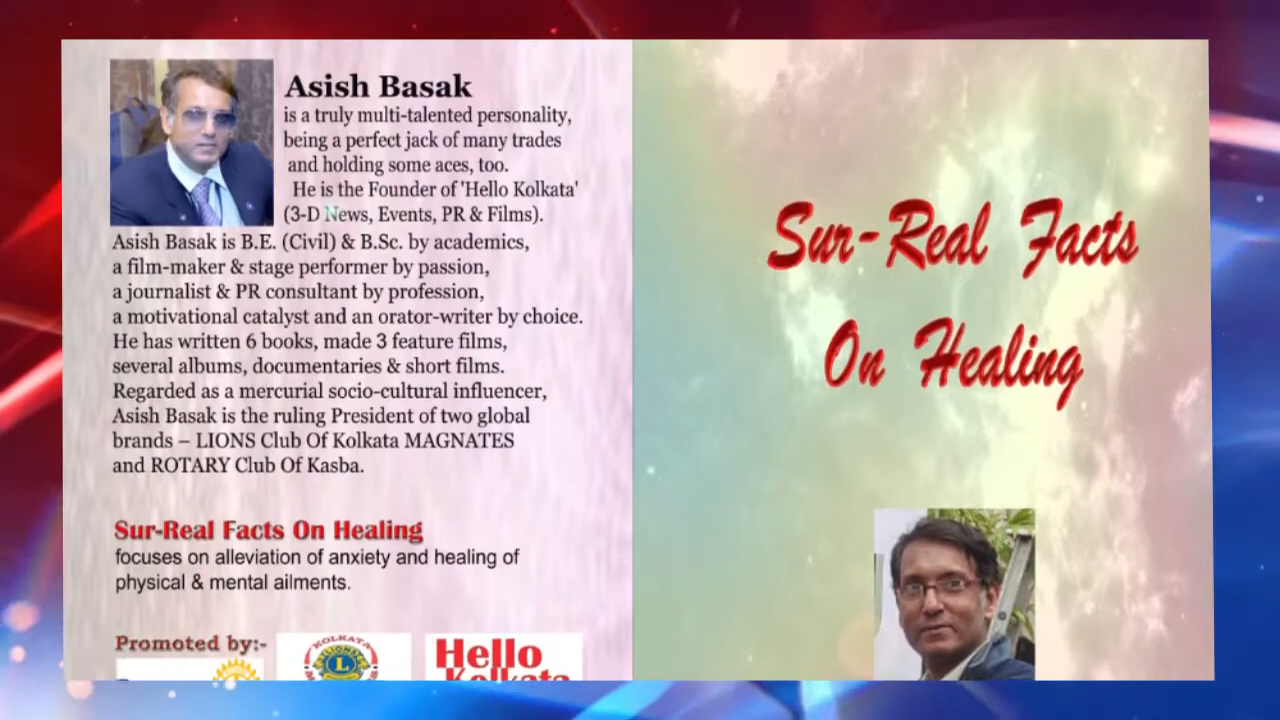 Asish Basak
is a truly multi-talented personality,
being a perfect jack of many trades
and holding some aces, too.
He is the Founder of 'Hello Kolkata'
(3-D News, Events, PR & Films).
Asish Basak is B.E. (Civil) & B.Sc. by academics,
a film-maker & stage performer by passion,
a journalist & PR consultant by profession,
a motivational catalyst and an orator-writer by choice.
He has written 6 books, made 3 feature films,
several albums, documentaries & short films.
Regarded as a mercurial socio-cultural influencer,
Asish Basak is the ruling President of two global
brands – LIONS Club Of Kolkata MAGNATES
and ROTARY Club Of Kasba.
Sur-Real Facts On Healing
focuses on alleviation of anxiety and healing of
physical & mental ailments.
Promoted by:-
KOLKATA
L
Hello
Kolkata
Sur-Real Facts
On Healing